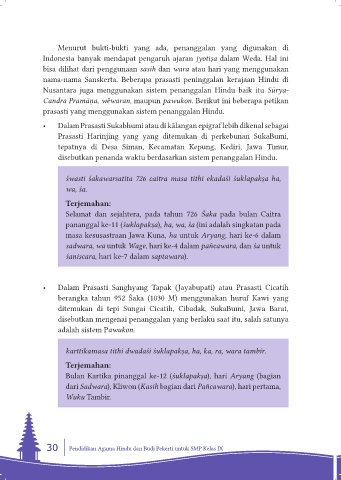 Menurut bukti-bukti yang ada, penanggalan yang digunakan di
Indonesia banyak mendapat pengaruh ajaran jyotiṣa dalam Weda. Hal ini
bisa dilihat dari penggunaan sasih dan wara atau hari yang menggunakan
nama-nama Sanskerta. Beberapa prasasti peninggalan kerajaan Hindu di
Nusantara juga menggunakan sistem penanggalan Hindu baik itu Sūrya-
Candra Pramāṇa, wéwaran, maupun pawukon. Berikut ini beberapa petikan
prasasti yang menggunakan sistem penanggalan Hindu.
• Dalam Prasasti Sukabhumi atau di kalangan epigraf lebih dikenal sebagai
Prasasti Harinjing yang yang ditemukan di perkebunan SukaBumi,
tepatnya di Desa Siman, Kecamatan Kepung, Kediri, Jawa Timur,
disebutkan penanda waktu berdasarkan sistem penanggalan Hindu.
śwasti śakawarsatita 726 caitra masa tithi ekadaśi śuklapakṣa ha,
wa, śa.
Terjemahan:
Selamat dan sejahtera, pada tahun 726 Śaka pada bulan Caitra
pananggal ke-11 (śuklapakṣa), ha, wa, śa (ini adalah singkatan pada
masa kesusastraan Jawa Kuna, ha untuk Aryang, hari ke-6 dalam
sadwara, wa untuk Wage, hari ke-4 dalam pañcawara, dan śa untuk
śaniscara, hari ke-7 dalam saptawara).
• Dalam Prasasti Sanghyung Tapak (Jayabupati) atau Prasasti Cicatih
berangka tahun 952 Śaka (1030 M) menggunakan huruf Kawi yang
ditemukan di tepi Sungai Cicatih, Cibadak, SukaBumi, Jawa Barat,
disebutkan mengenai penanggalan yang berlaku saat itu, salah satunya
adalah sistem Pawukon.
karttikamasa tithi dwadaśi śuklapakṣa, ha, ka, ra, wara tambir.
Terjemahan:
Bulan Kartika pinanggal ke-12 (śuklapakṣa), hari Aryang (bagian
dari Sadwara), Kliwon (Kasih bagian dari Pañcawara), hari pertama,
Wuku Tambir.
30 Pendidikan Agama Hindu dan Budi Pekerti untuk SMP Kelas IX